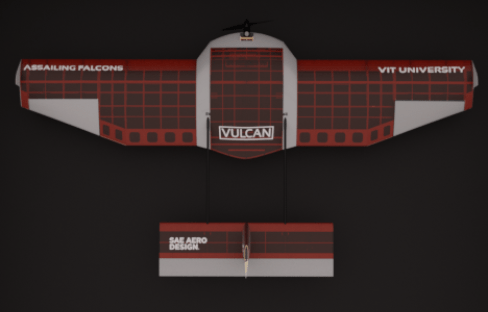 ASSAILING FALCONS
VIT UNIVERSITY
VULCAN
SAE AERO
DESIGN.